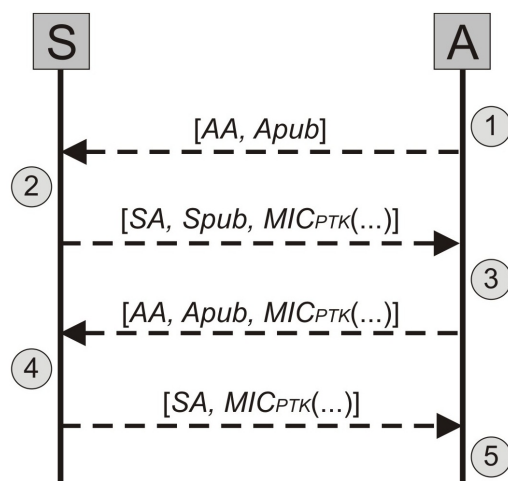 S A
[AA, Apub]
1
2
[SA, Spub, MICPTK(...)]
3
[AA, Apub, MICPTK(...)]
4
[SA, MICPTK(...)]
5